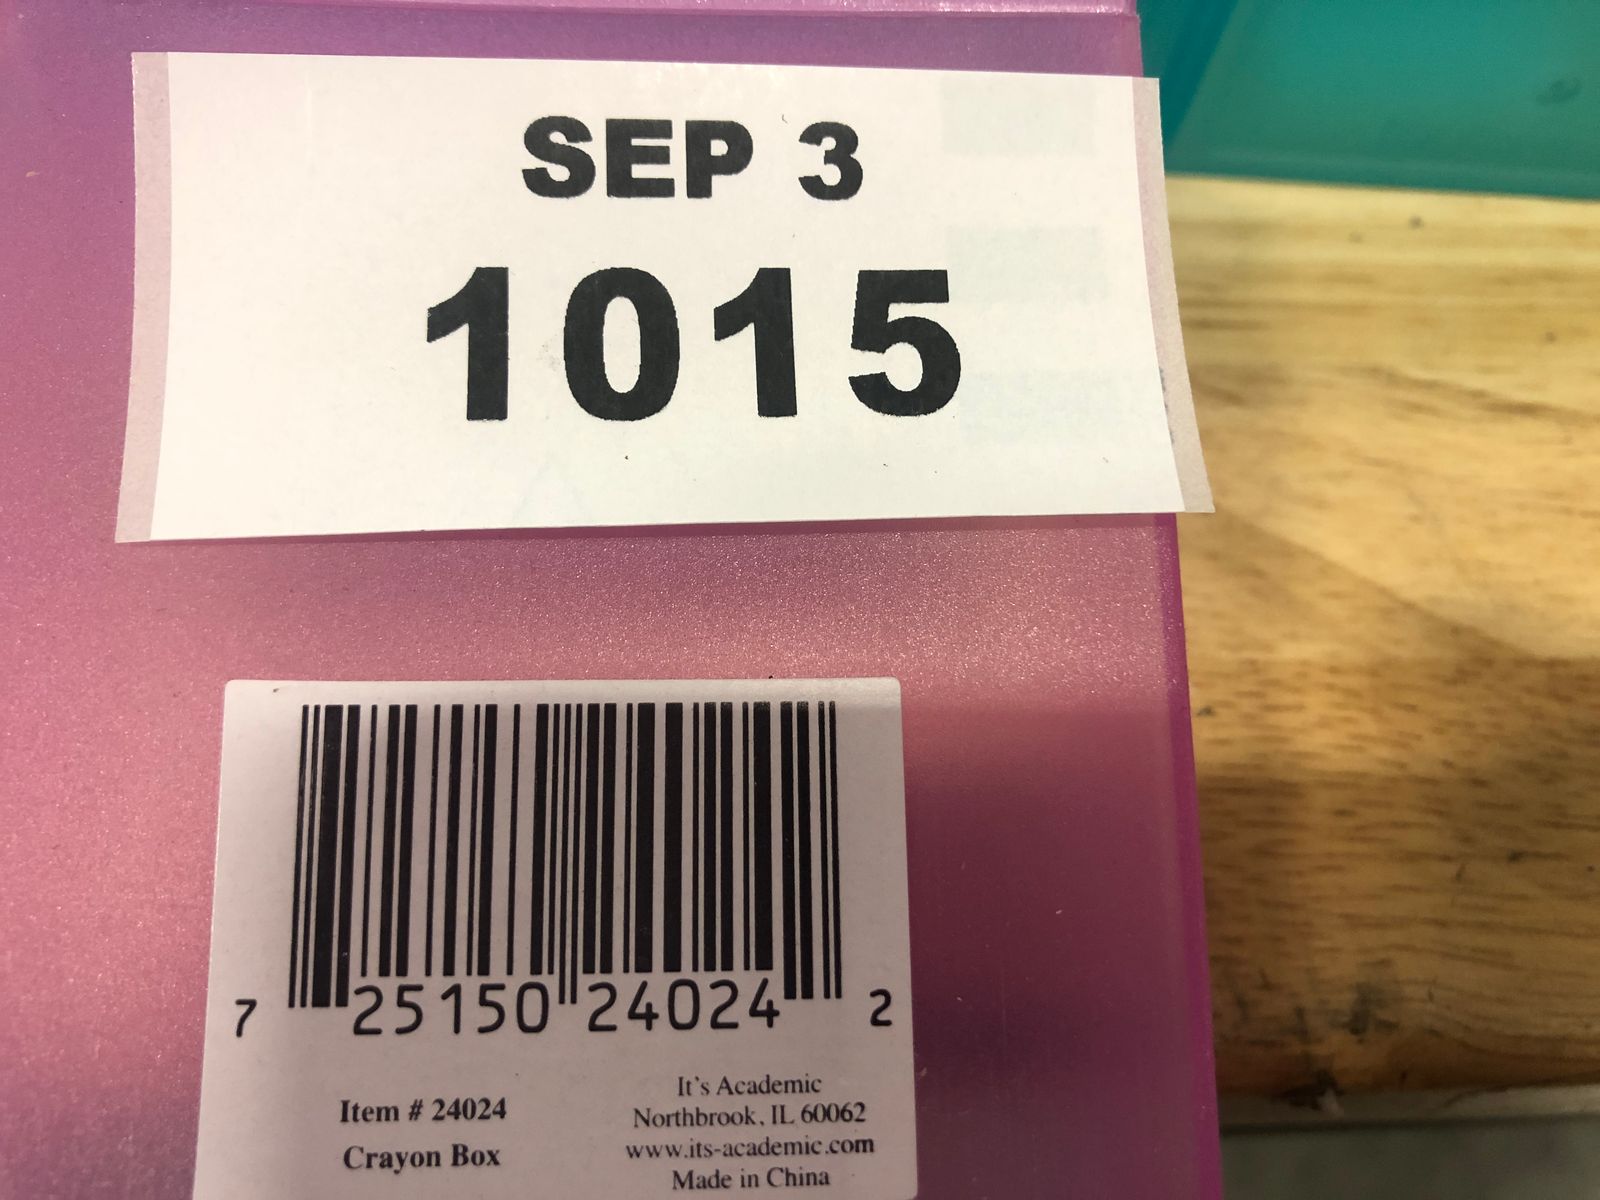 SEP 3
1015
7 25150 24024 2
Item # 24024
Crayon Box
It's Academic
Northbrook, IL 60062
www.its-academic.com
Made in China